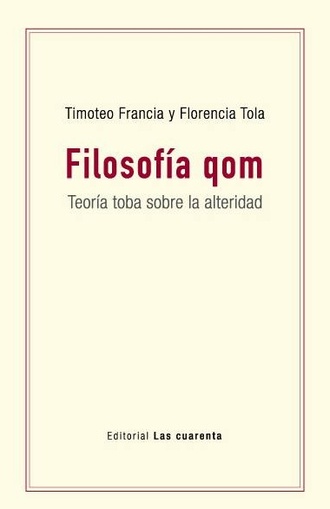 Timoteo Francia y Florencia Tola
Filosofía qom
Teoría toba sobre la alteridad
Editorial Las cuarenta